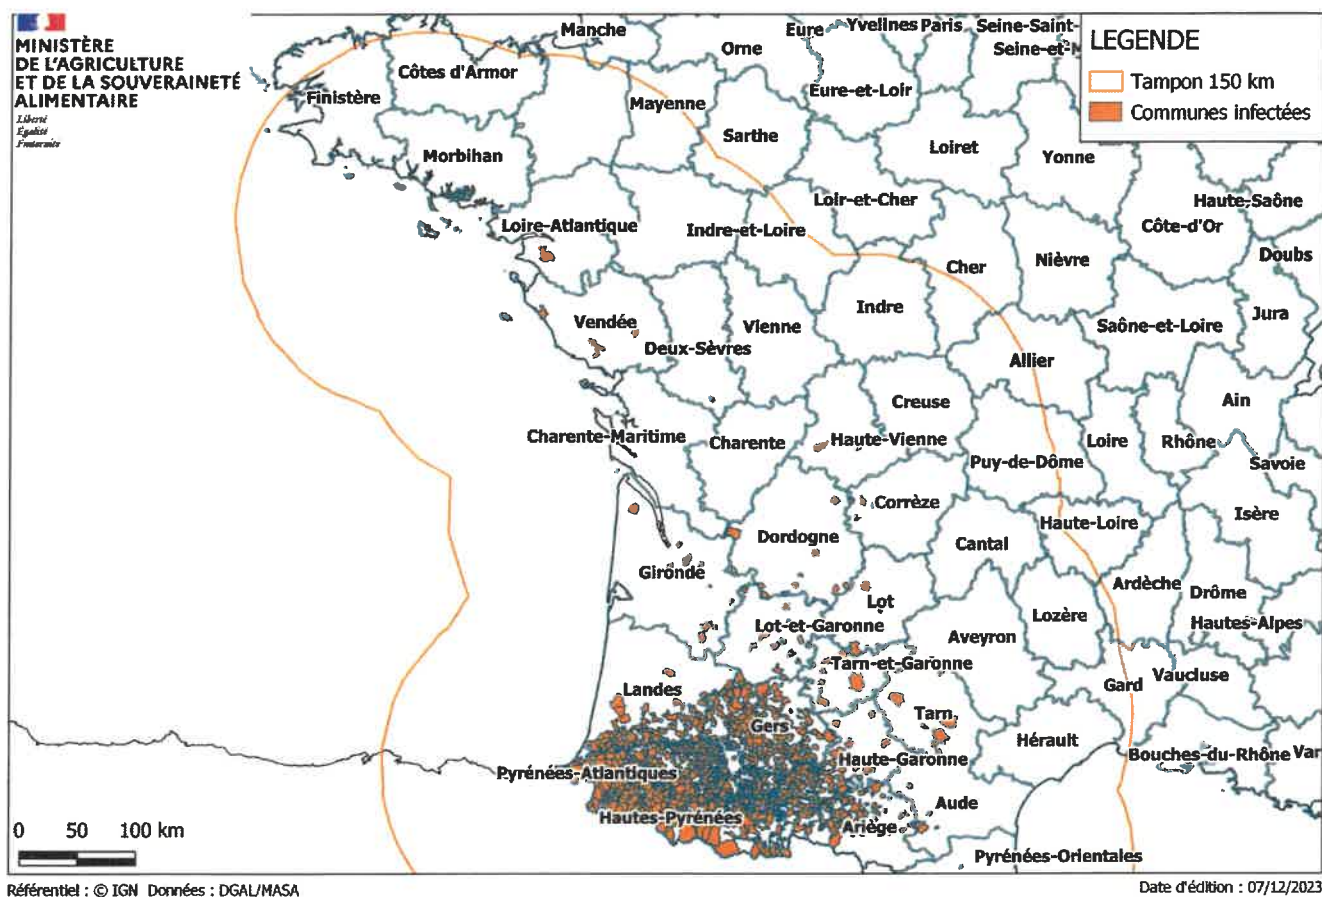 MINISTÈRE
DE L'AGRICULTURE
ET DE LA SOUVERAINETÉ
ALIMENTAIRE
Liberté
Égalité
Fraternité
LEGENDE
Tampon 150 km
Communes infectées
Manche
Orne
Eure
Yvelines
Paris
Seine-Saint-
Seine-et-M
Côtes d'Armor
Finistère
Mayenne
Eure-et-Loir
Sarthe
Morbihan
Loiret
Yonne
Loir-et-Cher
Haute-Saône
Loire-Atlantique
Indre-et-Loire
Côte-d'Or
Doubs
Cher
Nièvre
Indre
Vendée
Vienne
Saône-et-Loire
Jura
Deux-Sèvres
Allier
Creuse
Ain
Charente-Maritime
Charente
Haute-Vienne
Loire
Rhône
Puy-de-Dôme
Savoie
Corrèze
Isère
Haute-Loire
Dordogne
Cantal
Gironde
Ardèche
Drôme
Lot
Lozère
Hautes-Alpes
Lot-et-Garonne
Aveyron
Tarn-et-Garonne
Vaucluse
Gard
Landes
Tarn
Gers
Hérault
Bouches-du-Rhône
Var
Haute-Garonne
Pyrénées-Atlantiques
Aude
Hautes-Pyrénées
Ariège
Pyrénées-Orientales
0 50 100 km
Référentiel : © IGN Données : DGAL/MASA
Date d'édition : 07/12/2023